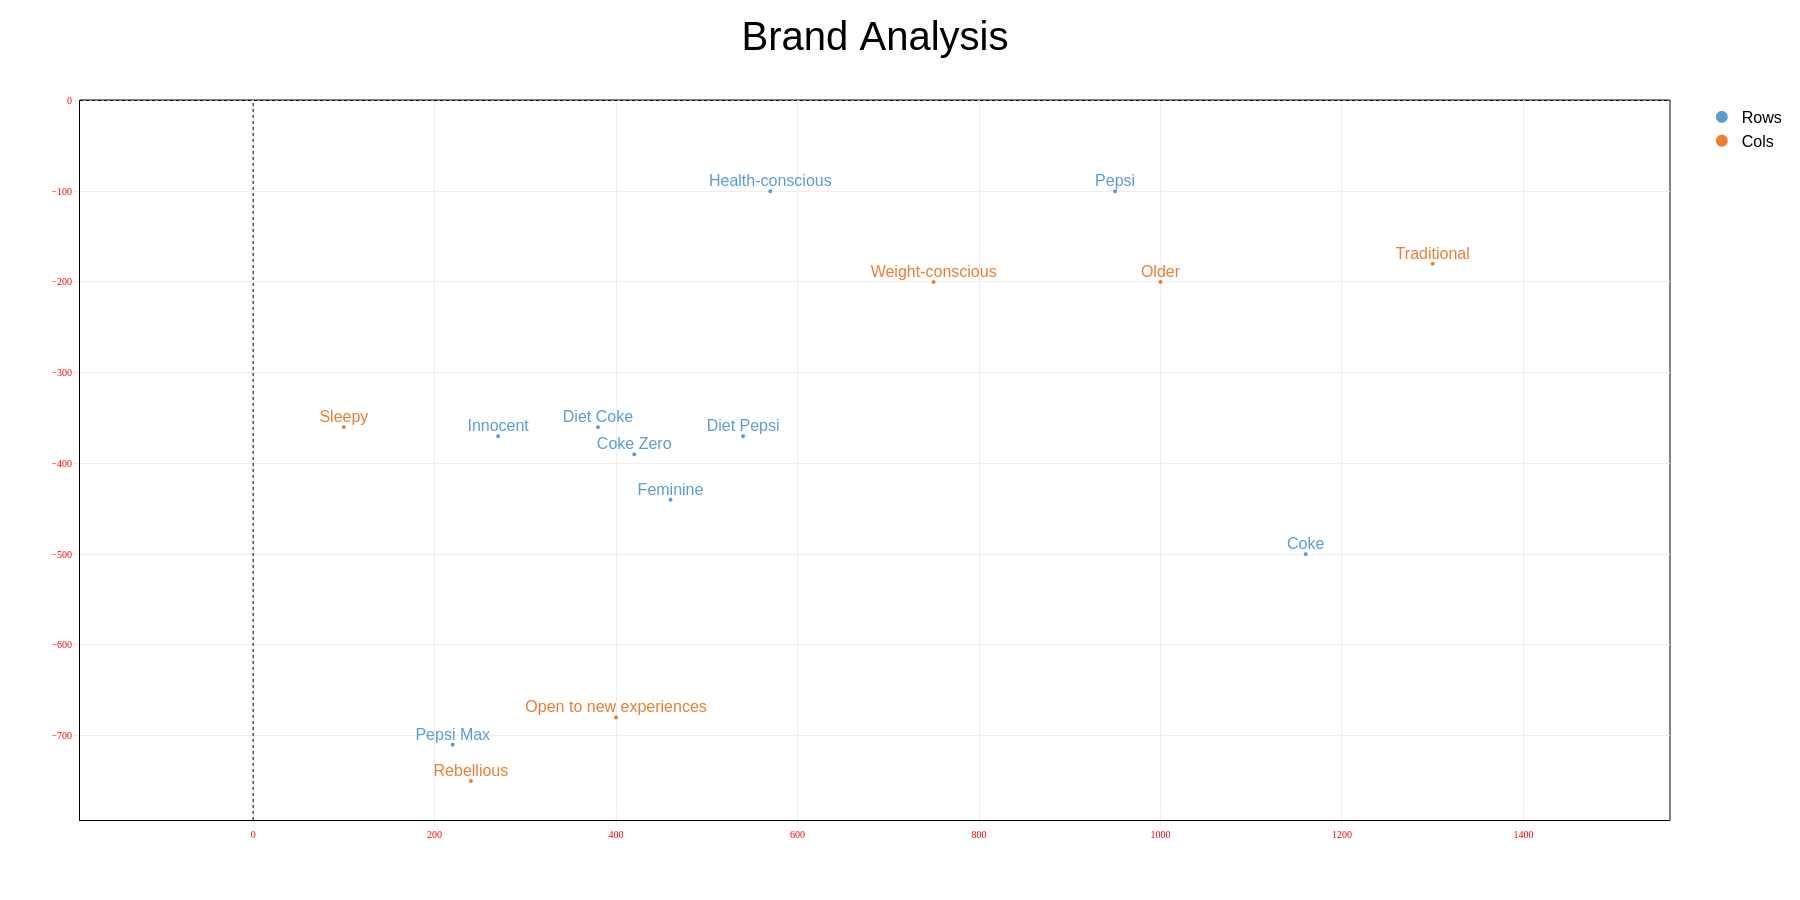 Brand Analysis
0
−100
−200
−300
−400
−500
−600
−700
Health-conscious
Pepsi
Traditional
Weight-conscious
Older
Sleepy
Innocent
Diet Coke
Diet Pepsi
Coke Zero
Feminine
Coke
Open to new experiences
Pepsi Max
Rebellious
0
200
400
600
800
1000
1200
1400
Rows
Cols